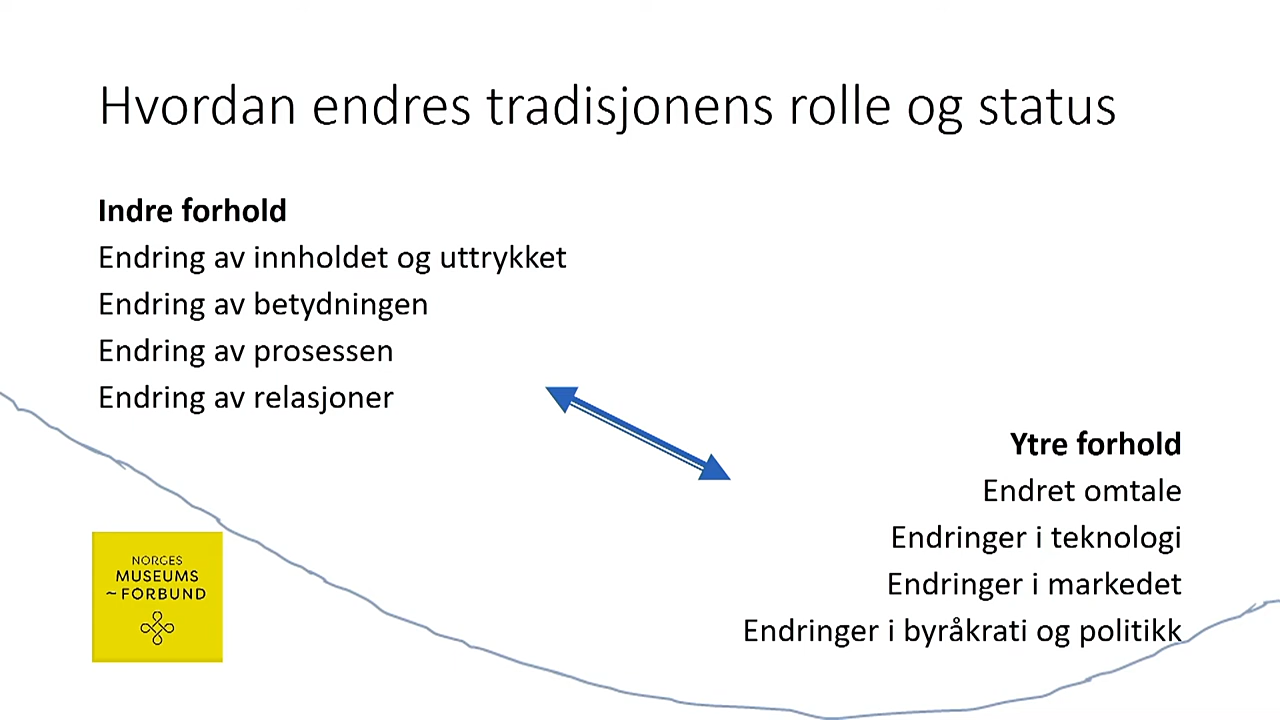 Hvordan endres tradisjonens rolle og status
Indre forhold
Endring av innholdet og uttrykket
Endring av betydningen
Endring av prosessen
Endring av relasjoner
Ytre forhold
Endret omtale
Endringer i teknologi
Endringer i markedet
Endringer i byråkrati og politikk
NORGES
MUSEUMS
~FORBUND